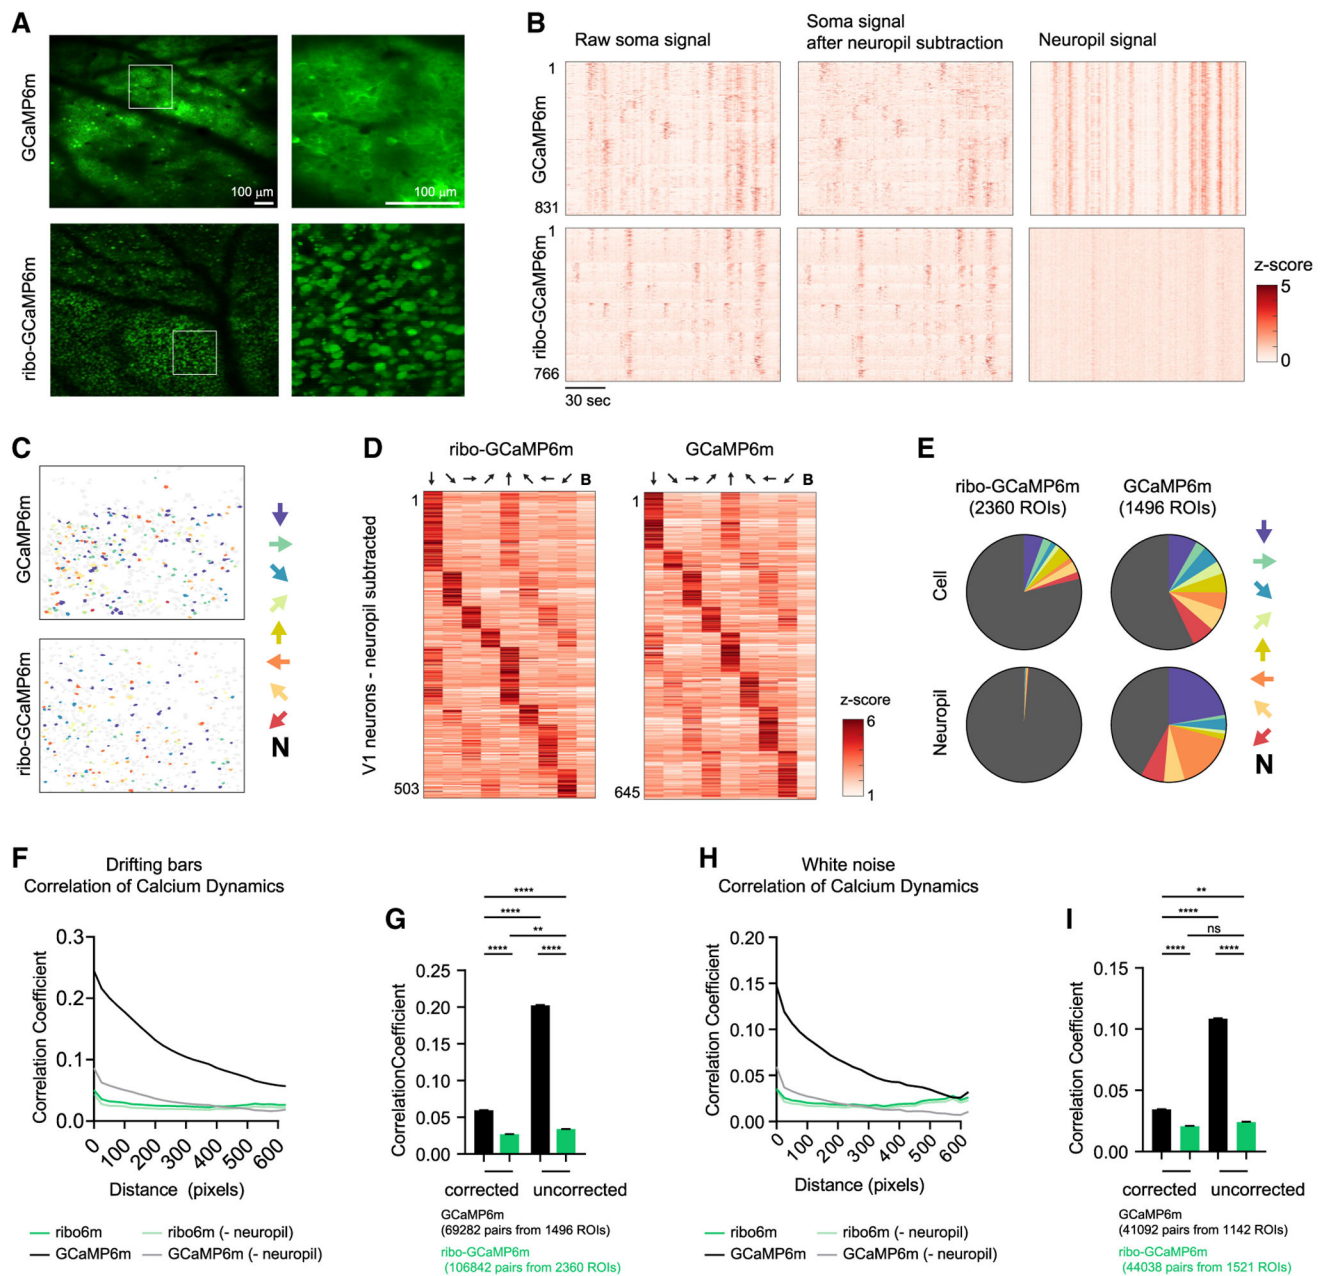 A
GCaMP6m
100 µm
100 µm
ribo-GCaMP6m
B
Raw soma signal
Soma signal
after neuropil subtraction
Neuropil signal
GCaMP6m
1
831
ribo-GCaMP6m
1
766
30 sec
z-score
5
0
C
GCaMP6m
ribo-GCaMP6m
N
D
ribo-GCaMP6m
GCaMP6m
↓ ↘ → ↗ ↑ ↖ ← ↙ B
↓ ↘ → ↗ ↑ ↖ ← ↙ B
V1 neurons - neuropil subtracted
1
503
1
645
z-score
6
1
E
ribo-GCaMP6m
(2360 ROIs)
GCaMP6m
(1496 ROIs)
Cell
Neuropil
N
F
Drifting bars
Correlation of Calcium Dynamics
Correlation Coefficient
0.3
0.2
0.1
0.0
0 100 200 300 400 500 600
Distance (pixels)
ribo6m
ribo6m (- neuropil)
GCaMP6m
GCaMP6m (- neuropil)
G
****
****
**
**** ****
CorrelationCoefficient
0.25
0.20
0.15
0.10
0.05
0.00
corrected uncorrected
GCaMP6m
(69282 pairs from 1496 ROIs)
ribo-GCaMP6m
(106842 pairs from 2360 ROIs)
H
White noise
Correlation of Calcium Dynamics
Correlation Coefficient
0.20
0.15
0.10
0.05
0.00
0 100 200 300 400 500 600
Distance (pixels)
ribo6m
ribo6m (- neuropil)
GCaMP6m
GCaMP6m (- neuropil)
I
**
****
ns
**** ****
Correlation Coefficient
0.15
0.10
0.05
0.00
corrected uncorrected
GCaMP6m
(41092 pairs from 1142 ROIs)
ribo-GCaMP6m
(44038 pairs from 1521 ROIs)